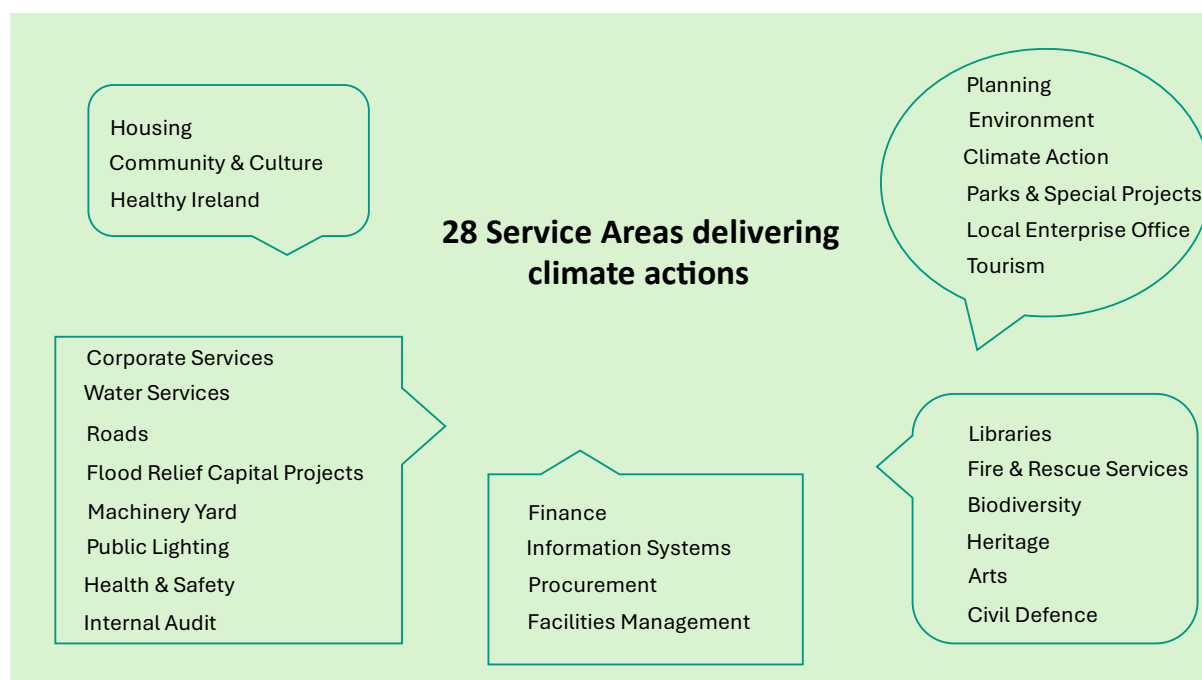 Housing
Community & Culture
Healthy Ireland
28 Service Areas delivering
climate actions
Planning
Environment
Climate Action
Parks & Special Projects
Local Enterprise Office
Tourism
Corporate Services
Water Services
Roads
Flood Relief Capital Projects
Machinery Yard
Public Lighting
Health & Safety
Internal Audit
Finance
Information Systems
Procurement
Facilities Management
Libraries
Fire & Rescue Services
Biodiversity
Heritage
Arts
Civil Defence